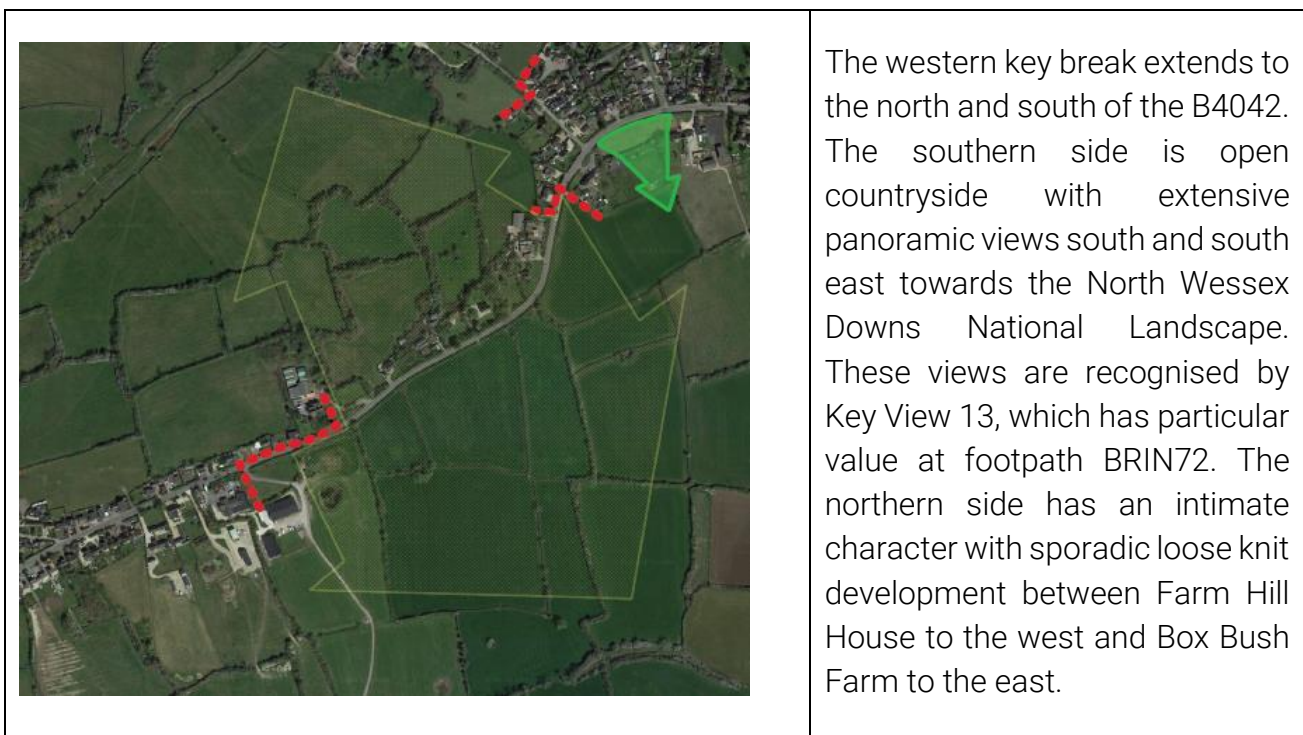 The western key break extends to
the north and south of the B4042.
The southern side is open
countryside with extensive
panoramic views south and south
east towards the North Wessex
Downs National Landscape.
These views are recognised by
Key View 13, which has particular
value at footpath BRIN72. The
northern side has an intimate
character with sporadic loose knit
development between Farm Hill
House to the west and Box Bush
Farm to the east.